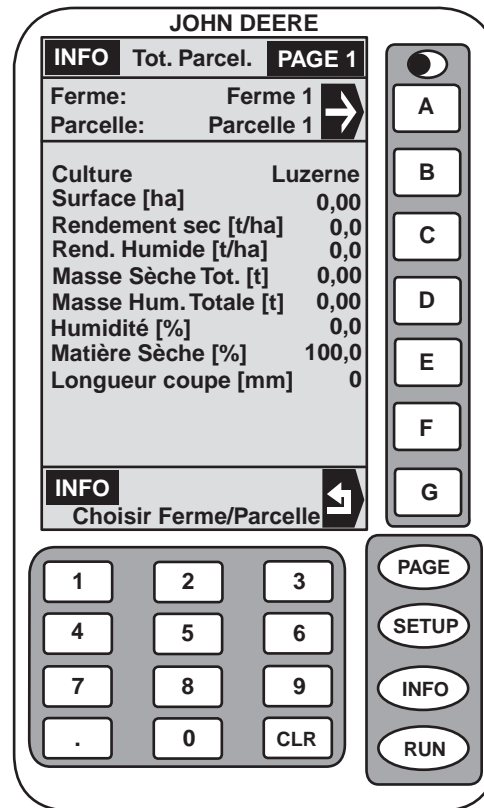 JOHN DEERE
INFO Tot. Parcel. PAGE 1
Ferme: Ferme 1
Parcelle: Parcelle 1
Culture Luzerne
Surface [ha] 0,00
Rendement sec [t/ha] 0,0
Rend. Humide [t/ha] 0,0
Masse Sèche Tot. [t] 0,00
Masse Hum. Totale [t] 0,00
Humidité [%] 0,0
Matière Sèche [%] 100,0
Longueur coupe [mm] 0
INFO
Choisir Ferme/Parcelle
A
B
C
D
E
F
G
1 2 3
4 5 6
7 8 9
. 0 CLR
PAGE
SETUP
INFO
RUN